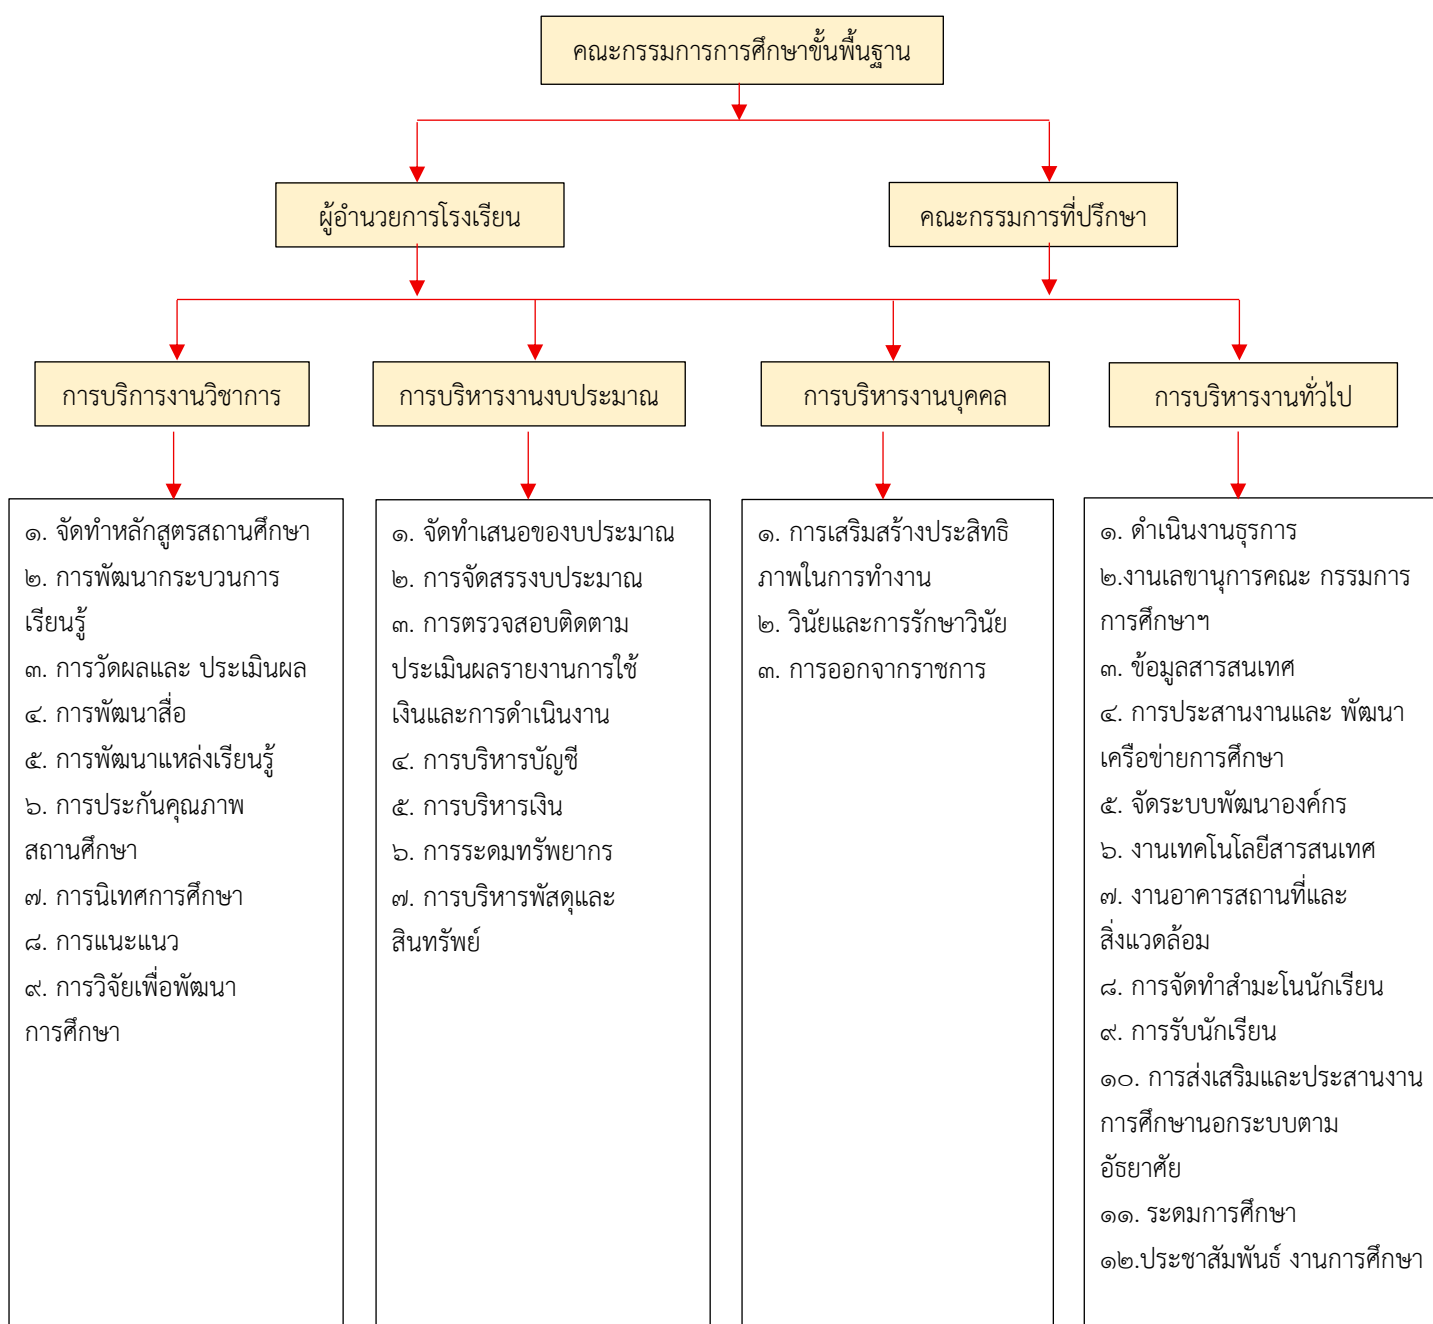 คณะกรรมการการศึกษาขั้นพื้นฐาน
ผู้อำนวยการโรงเรียน
คณะกรรมการที่ปรึกษา
การบริการงานวิชาการ
การบริหารงานงบประมาณ
การบริหารงานบุคคล
การบริหารงานทั่วไป
๑. จัดทำหลักสูตรสถานศึกษา
๒. การพัฒนากระบวนการ
เรียนรู้
๓. การวัดผลและ ประเมินผล
๔. การพัฒนาสื่อ
๕. การพัฒนาแหล่งเรียนรู้
๖. การประกันคุณภาพ
สถานศึกษา
๗. การนิเทศการศึกษา
๘. การแนะแนว
๙. การวิจัยเพื่อพัฒนา
การศึกษา
๑. จัดทำเสนอของบประมาณ
๒. การจัดสรรงบประมาณ
๓. การตรวจสอบติดตาม
ประเมินผลรายงานการใช้
เงินและการดำเนินงาน
๔. การบริหารบัญชี
๕. การบริหารเงิน
๖. การระดมทรัพยากร
๗. การบริหารพัสดุและ
สินทรัพย์
๑. การเสริมสร้างประสิทธิ
ภาพในการทำงาน
๒. วินัยและการรักษาวินัย
๓. การออกจากราชการ
๑. ดำเนินงานธุรการ
๒.งานเลขานุการคณะ กรรมการ
การศึกษาฯ
๓. ข้อมูลสารสนเทศ
๔. การประสานงานและ พัฒนา
เครือข่ายการศึกษา
๕. จัดระบบพัฒนาองค์กร
๖. งานเทคโนโลยีสารสนเทศ
๗. งานอาคารสถานที่และ
สิ่งแวดล้อม
๘. การจัดทำสำมะโนนักเรียน
๙. การรับนักเรียน
๑๐. การส่งเสริมและประสานงาน
การศึกษานอกระบบตาม
อัธยาศัย
๑๑. ระดมการศึกษา
๑๒.ประชาสัมพันธ์ งานการศึกษา